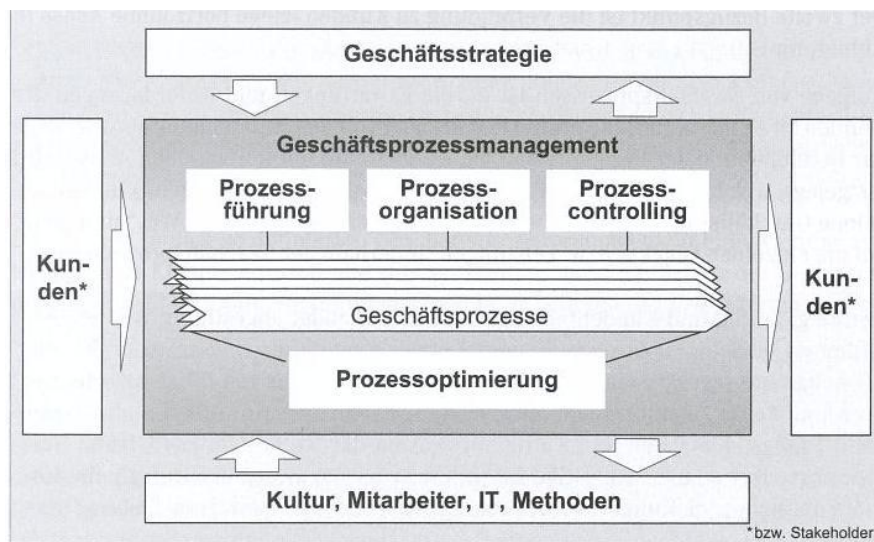 Geschäftsstrategie
Geschäftsprozessmanagement
Prozess-
führung
Prozess-
organisation
Prozess-
controlling
Kun-
den*
Geschäftsprozesse
Kun-
den*
Prozessoptimierung
Kultur, Mitarbeiter, IT, Methoden
*bzw. Stakeholder